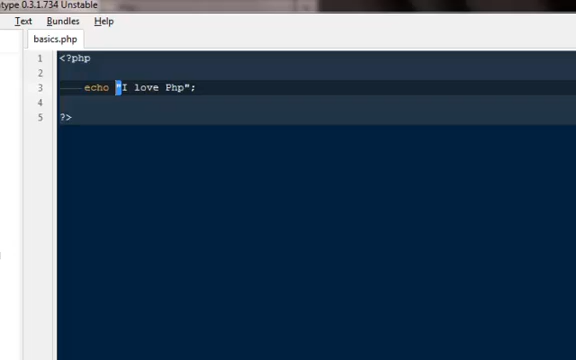 type 0.3.1.734 Unstable
Text Bundles Help
basics.php
1 <?php
2
3 echo "I love Php";
4
5 ?>